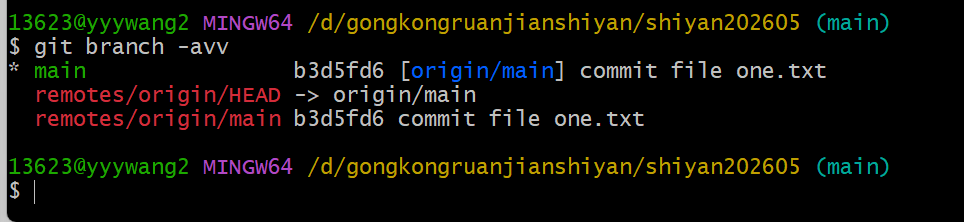 13623@yyywang2 MINGW64 /d/gongkongruanjianshiyan/shiyan202605 (main)
$ git branch -avv
* main                b3d5fd6 [origin/main] commit file one.txt
  remotes/origin/HEAD -> origin/main
  remotes/origin/main b3d5fd6 commit file one.txt
13623@yyywang2 MINGW64 /d/gongkongruanjianshiyan/shiyan202605 (main)
$